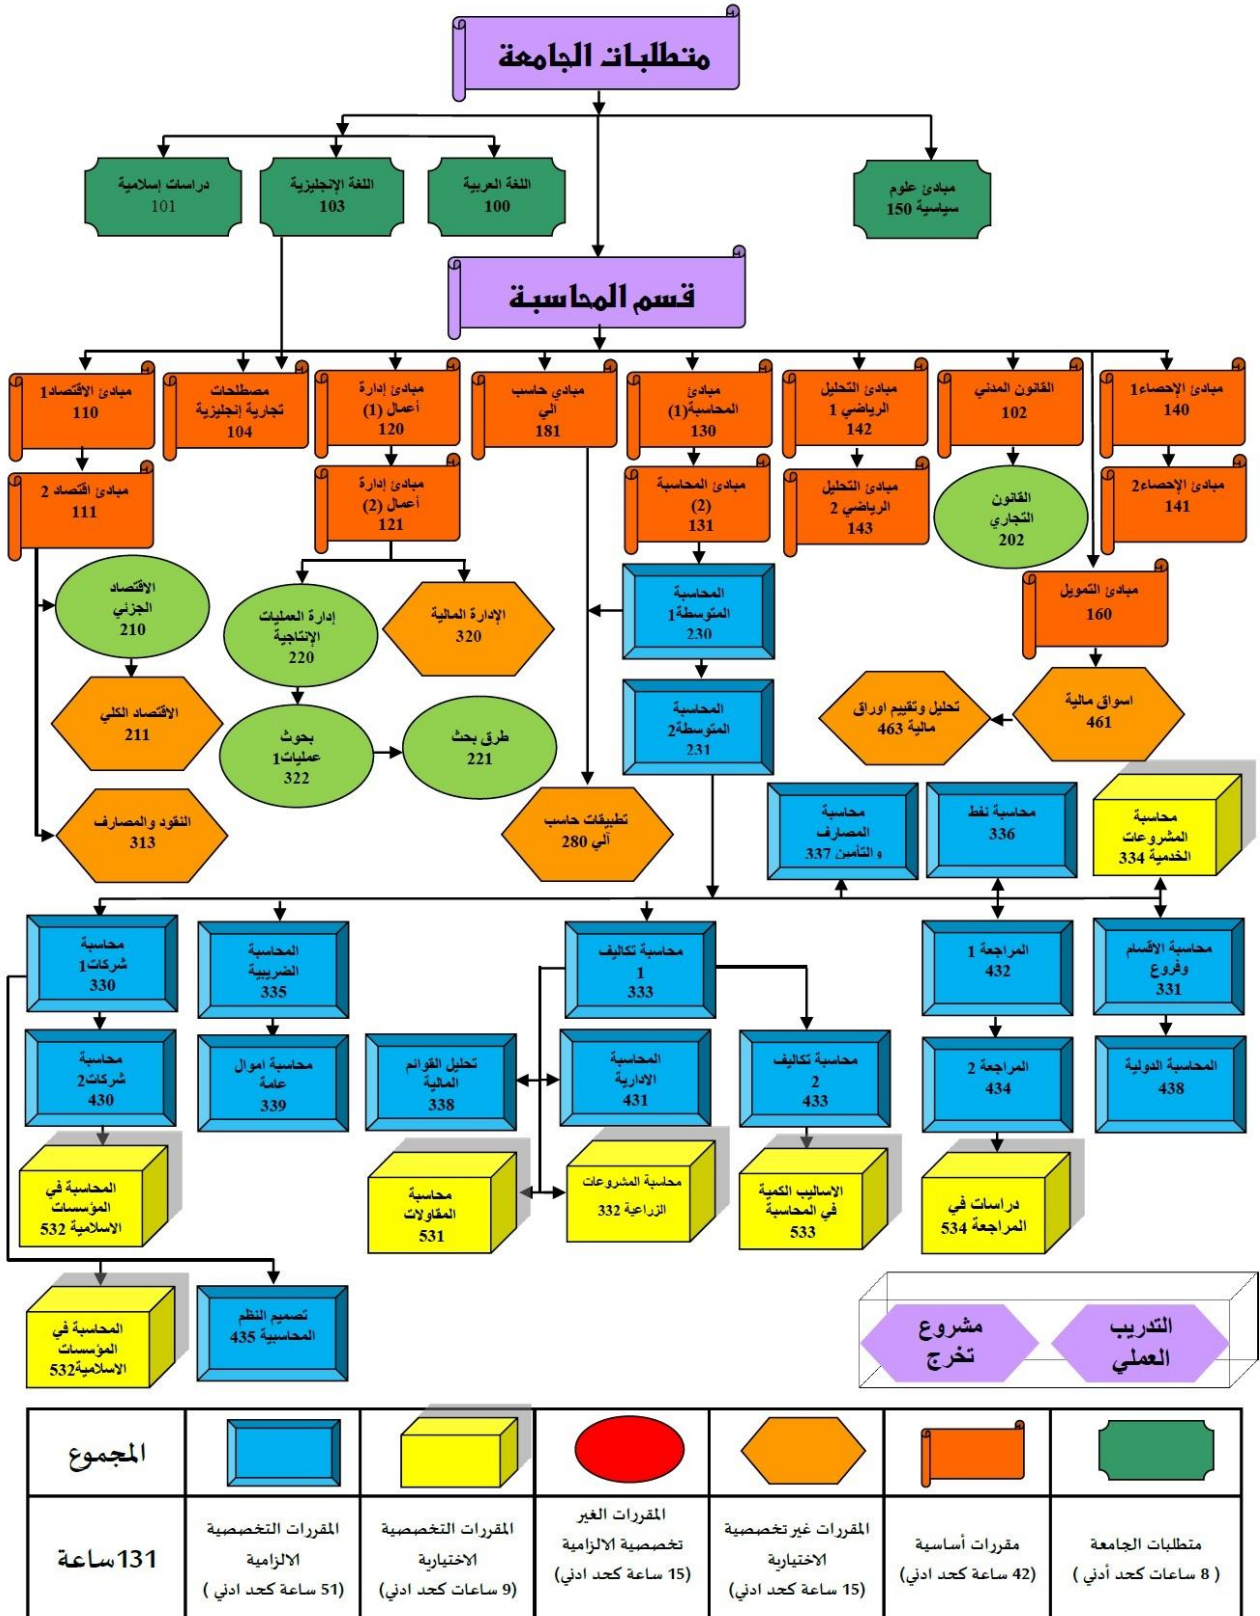 متطلبات الجامعة
مبادئ علوم
سياسية 150
اللغة العربية
100
اللغة الإنجليزية
103
دراسات إسلامية
101
قسم المحاسبة
مبادئ الإحصاء1
140
القانون المدني
102
مبادئ التحليل
الرياضي 1
142
مبادئ
المحاسبة(1)
130
مبادي حاسب
الي
181
مبادئ إدارة
أعمال (1)
120
مصطلحات
تجارية إنجليزية
104
مبادئ الاقتصاد1
110
مبادئ الإحصاء2
141
القانون
التجاري
202
مبادئ التحليل
الرياضي 2
143
مبادئ المحاسبة
(2)
131
مبادئ إدارة
أعمال (2)
121
مبادئ اقتصاد 2
111
مبادئ التمويل
160
المحاسبة
المتوسطة1
230
الإدارة المالية
320
إدارة العمليات
الإنتاجية
220
الاقتصاد
الجزئي
210
اسواق مالية
461
تحليل وتقييم اوراق
مالية 463
المحاسبة
المتوسطة2
231
طرق بحث
221
بحوث
عمليات1
322
الاقتصاد الكلي
211
محاسبة
المشروعات
الخدمية 334
محاسبة نفط
336
محاسبة
المصارف
والتأمين 337
تطبيقات حاسب
آلي 280
النقود والمصارف
313
محاسبة الاقسام
وفروع
331
المراجعة 1
432
محاسبة تكاليف
1
333
المحاسبة
الضريبية
335
محاسبة
شركات1
330
المحاسبة الدولية
438
المراجعة 2
434
محاسبة تكاليف
2
433
المحاسبة
الادارية
431
تحليل القوائم
المالية
338
محاسبة اموال
عامة
339
محاسبة
شركات2
430
دراسات في
المراجعة 534
الاساليب الكمية
في المحاسبة
533
محاسبة المشروعات
الزراعية 332
محاسبة
المقاولات
531
المحاسبة في
المؤسسات
الاسلامية 532
التدريب
العملي
مشروع
تخرج
تصميم النظم
المحاسبية 435
المحاسبة في
المؤسسات
الاسلامية532
المجموع
متطلبات الجامعة
( 8 ساعات كحد أدني )
مقررات أساسية
(42 ساعة كحد ادني)
المقررات غير تخصصية
الاختيارية
(15 ساعة كحد ادني)
المقررات الغير
تخصصية الالزامية
(15 ساعة كحد ادني)
المقررات التخصصية
الاختيارية
(9 ساعات كحد ادني)
المقررات التخصصية
الالزامية
(51 ساعة كحد ادني )
131ساعة